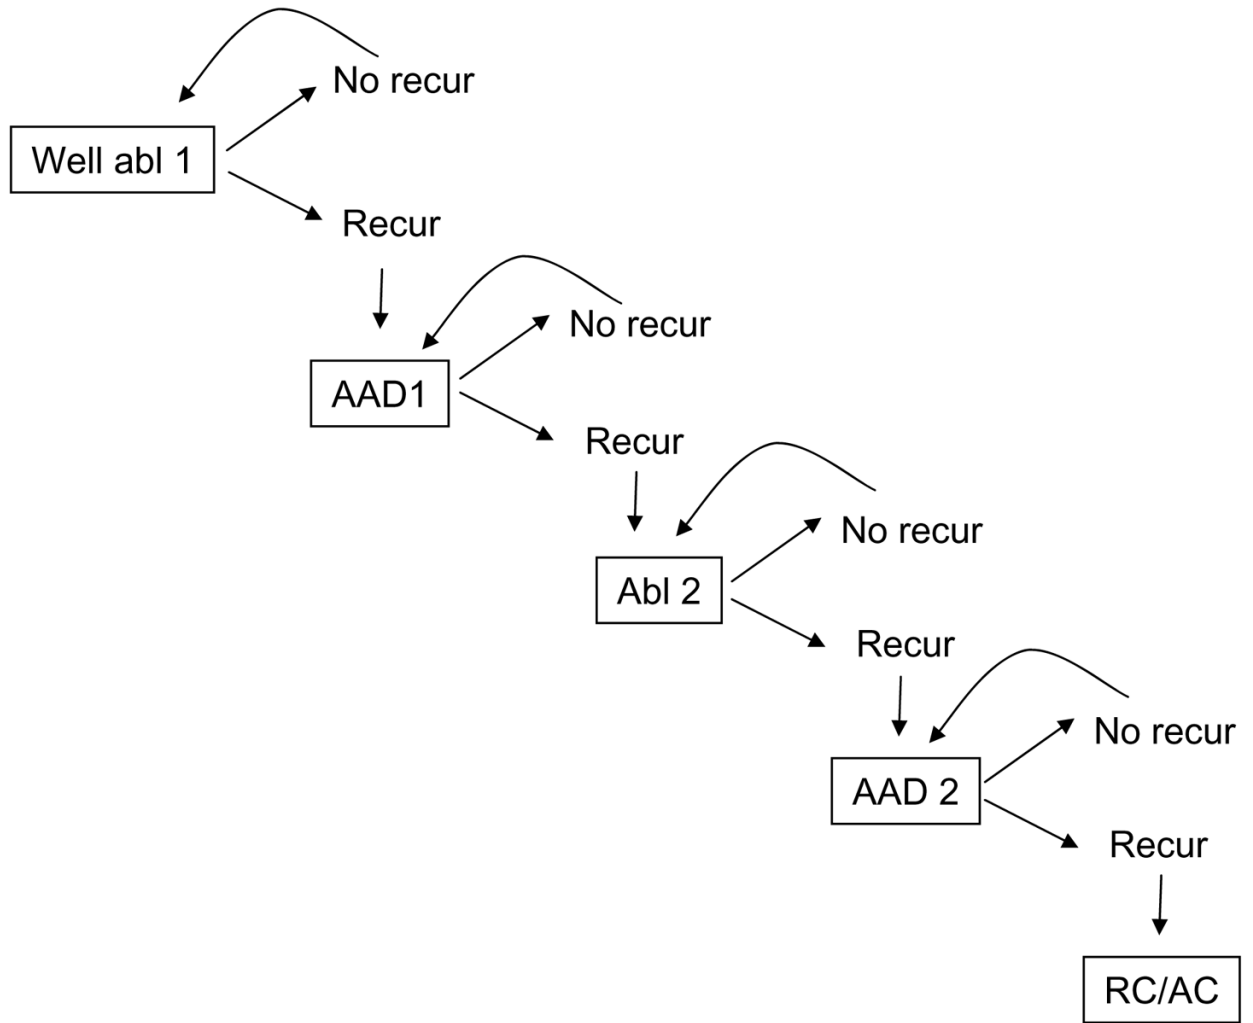 No recur
Well abl 1
Recur
No recur
AAD1
Recur
No recur
Abl 2
Recur
No recur
AAD 2
Recur
RC/AC